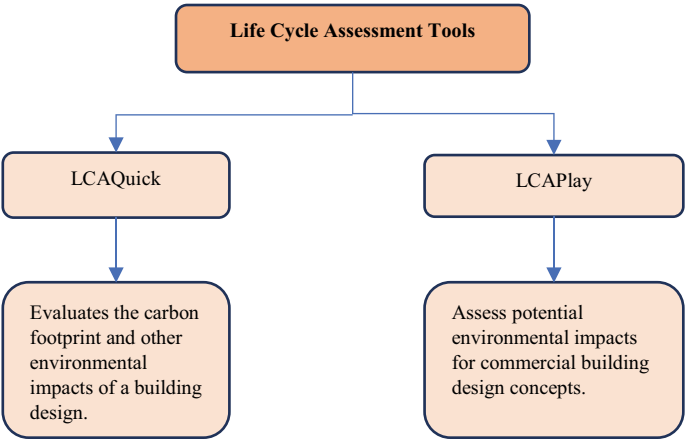 Life Cycle Assessment Tools
LCAQuick
LCAPlay
Evaluates the carbon
footprint and other
environmental
impacts of a building
design.
Assess potential
environmental impacts
for commercial building
design concepts.